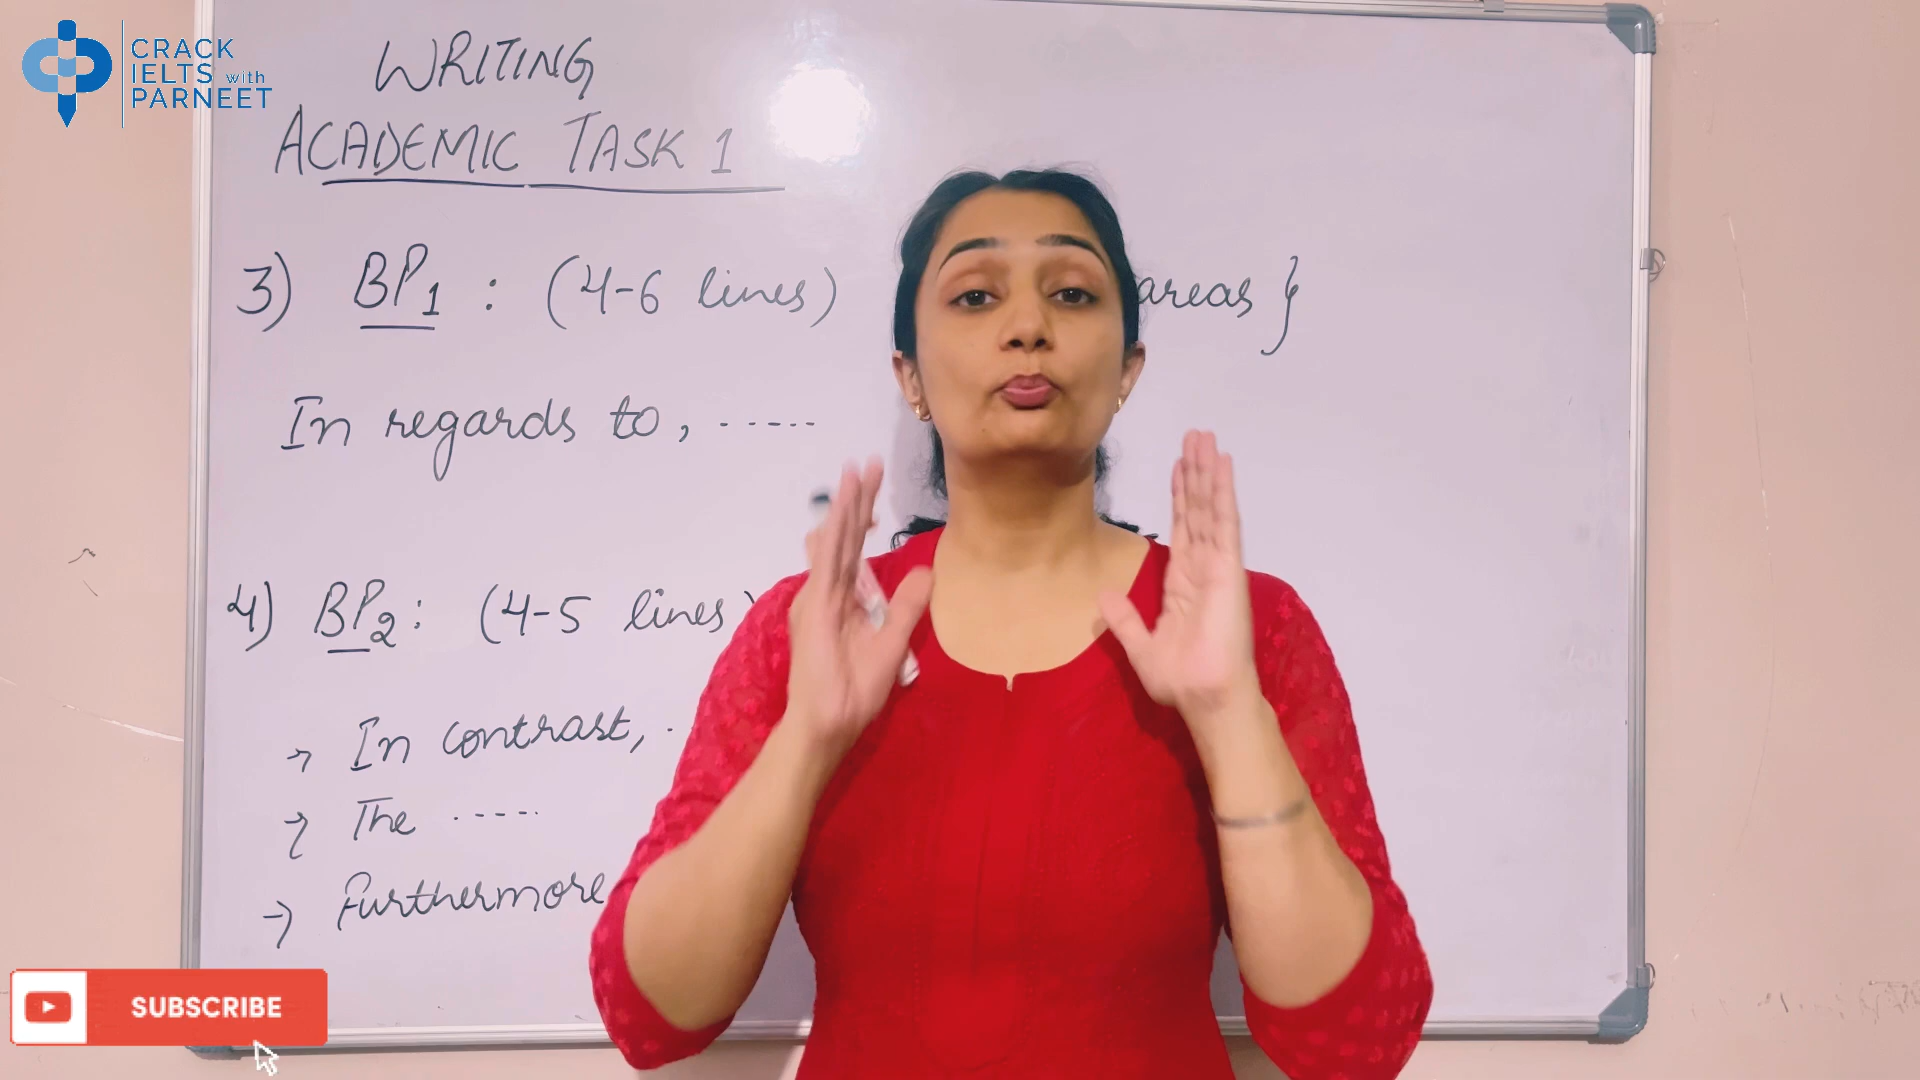 CRACK
IELTS with
PARNEET
WRITING
ACADEMIC TASK 1
3) BP1 : (4-6 lines) areas }
In regards to, ......
4) BP2 : (4-5 lines)
→ In contrast, .
→ The ......
→ Furthermore
SUBSCRIBE